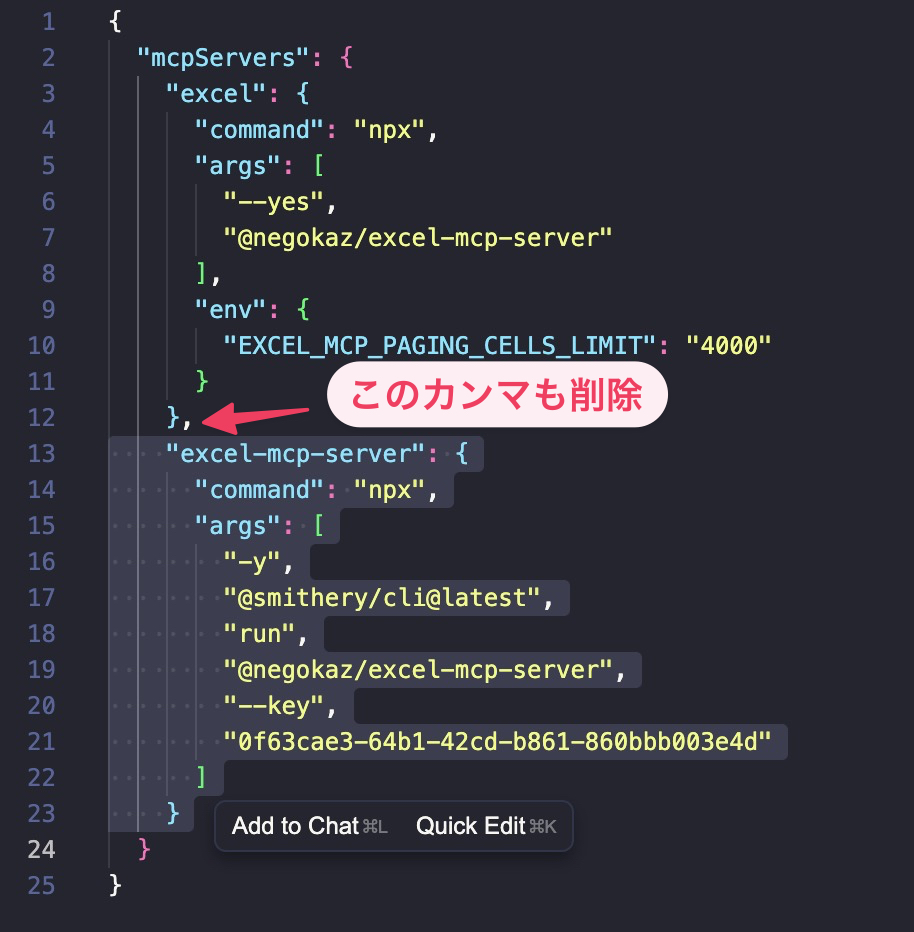 1 {
2 "mcpServers": {
3 "excel": {
4 "command": "npx",
5 "args": [
6 "--yes",
7 "@negokaz/excel-mcp-server"
8 ],
9 "env": {
10 "EXCEL_MCP_PAGING_CELLS_LIMIT": "4000"
11 }
このカンマも削除
12 },
13 "excel-mcp-server": {
14 "command": "npx",
15 "args": [
16 "-y",
17 "@smithery/cli@latest",
18 "run",
19 "@negokaz/excel-mcp-server",
20 "--key",
21 "0f63cae3-64b1-42cd-b861-860bbb003e4d"
22 ]
23 }
Add to Chat⌘L Quick Edit⌘K
24 }
25 }